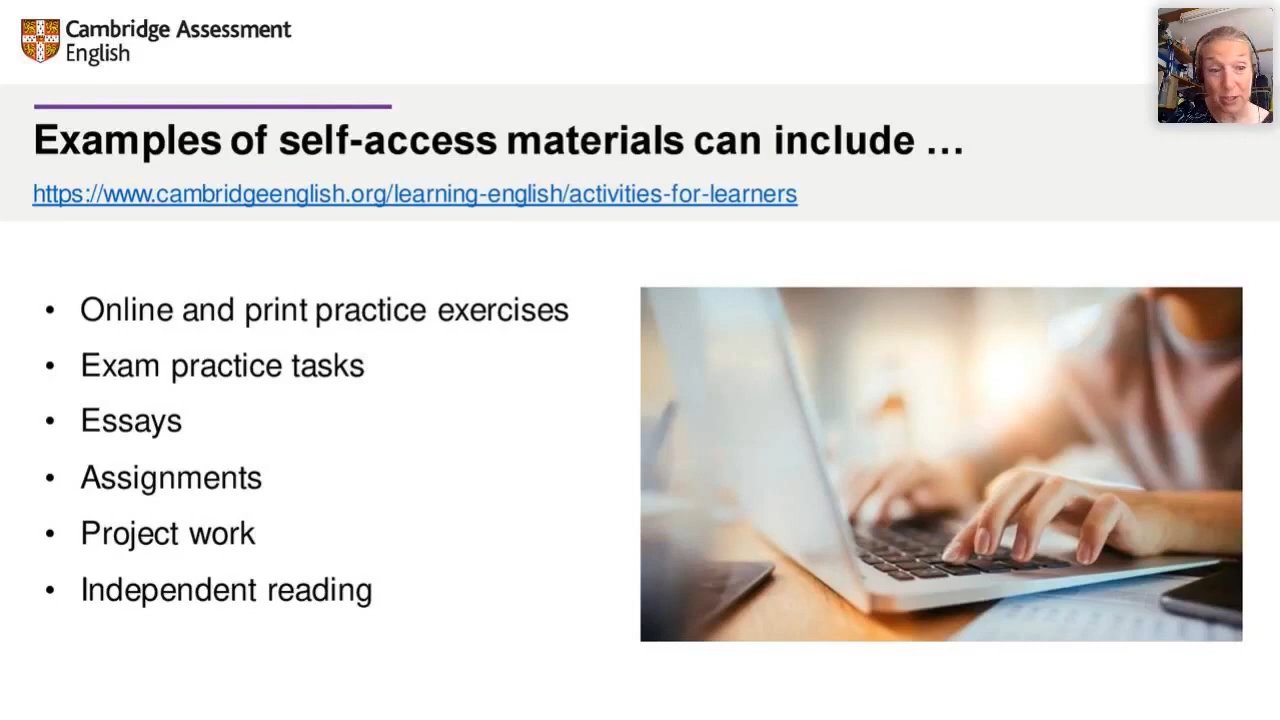 Cambridge Assessment
English
Examples of self-access materials can include …
https://www.cambridgeenglish.org/learning-english/activities-for-learners
• Online and print practice exercises
• Exam practice tasks
• Essays
• Assignments
• Project work
• Independent reading